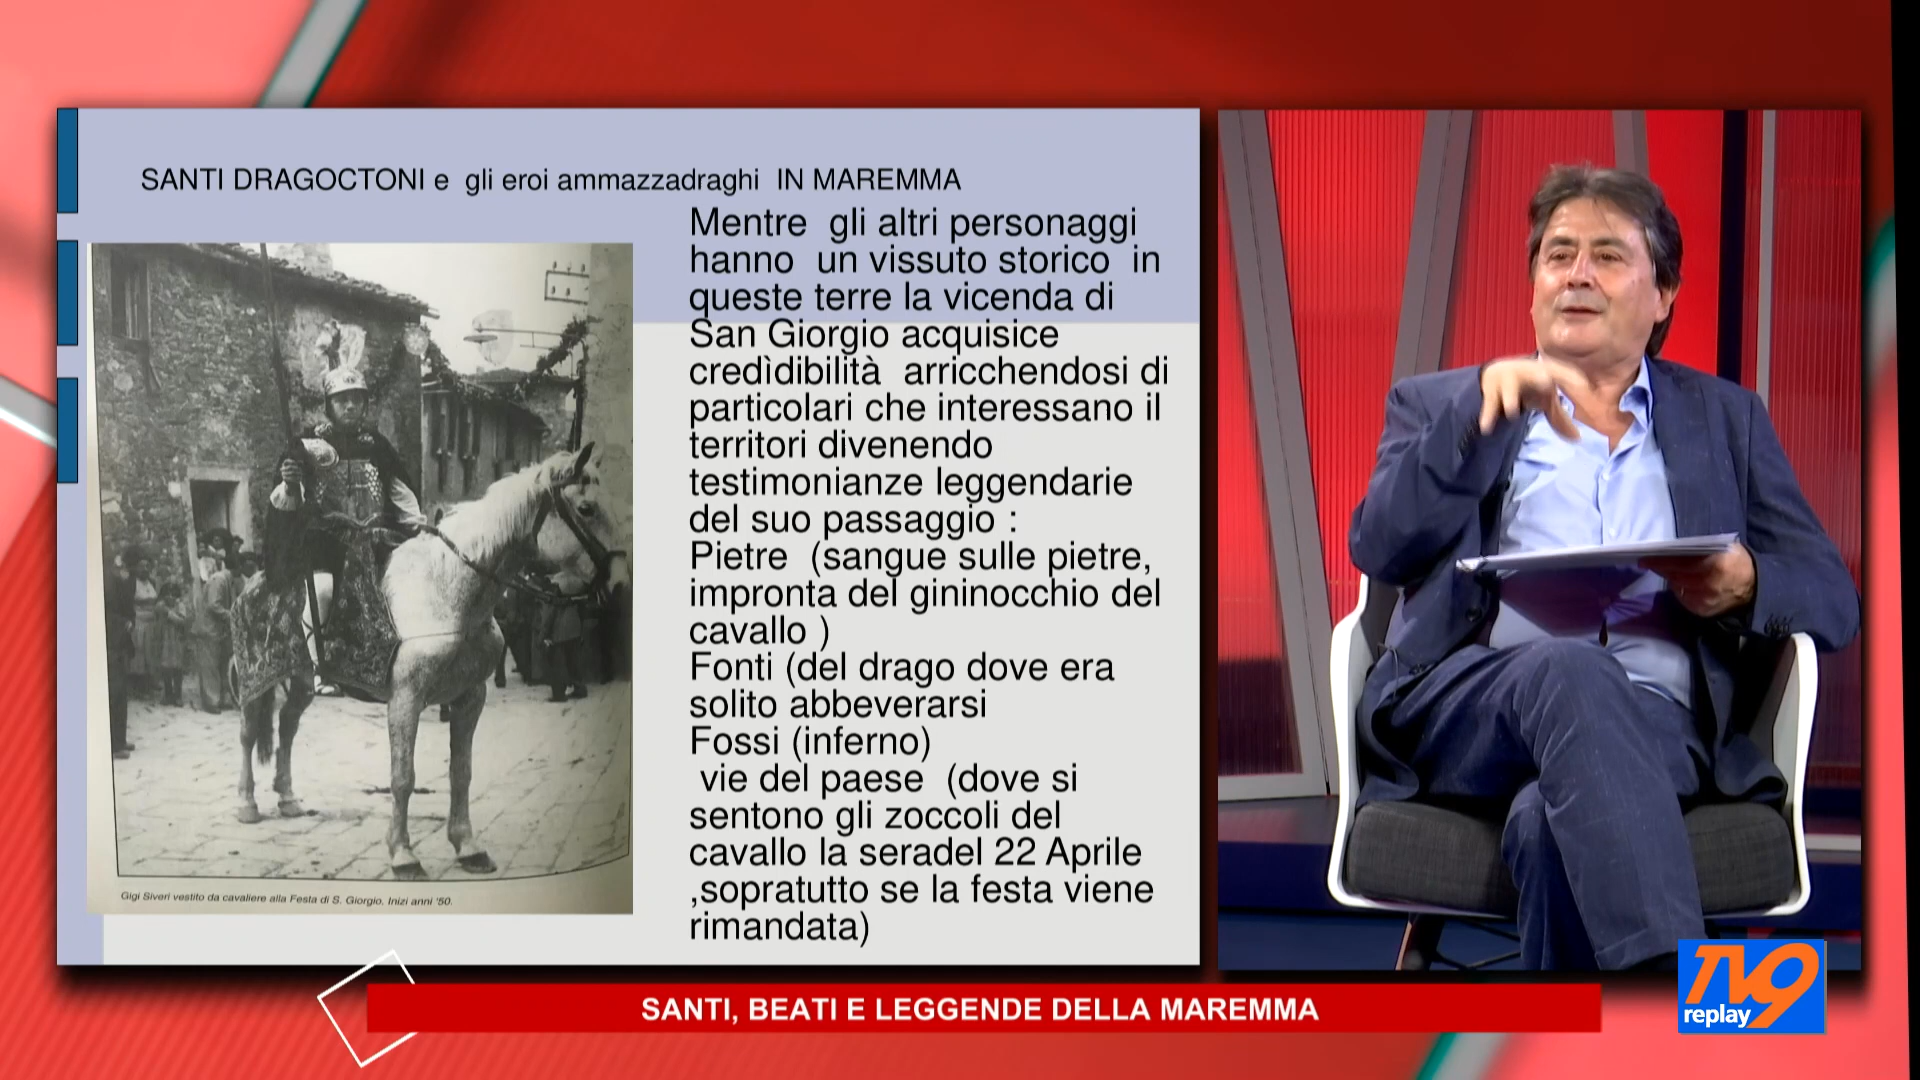 SANTI DRAGOCTONI e  gli eroi ammazzadraghi  IN MAREMMA
Mentre  gli altri personaggi
hanno  un vissuto storico  in
queste terre la vicenda di
San Giorgio acquisice
credìdibilità  arricchendosi di
particolari che interessano il
territori divenendo
testimonianze leggendarie
del suo passaggio :
Pietre  (sangue sulle pietre,
impronta del gininocchio del
cavallo )
Fonti (del drago dove era
solito abbeverarsi
Fossi (inferno)
vie del paese  (dove si
sentono gli zoccoli del
cavallo la seradel 22 Aprile
,sopratutto se la festa viene
rimandata)
Gigi Siveri vestito da cavaliere alla Festa di S. Giorgio. Inizi anni '50.
SANTI, BEATI E LEGGENDE DELLA MAREMMA
TV9
replay